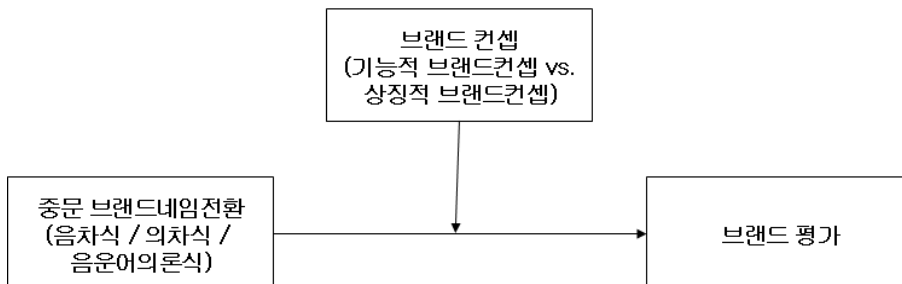 브랜드 컨셉
(기능적 브랜드컨셉 vs.
상징적 브랜드컨셉)
중문 브랜드네임전환
(음차식 / 의차식 /
음운어의론식)
브랜드 평가